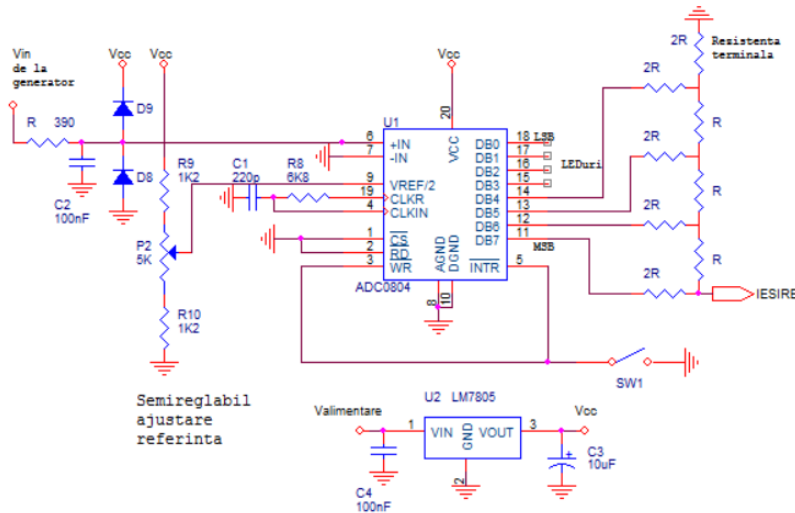 Vin
de la
generator
Vcc
Vcc
R 390
C2
100nF
D9
D8
R9
1K2
P2
5K
R10
1K2
Semireglabil
ajustare
referinta
C1
220p
R8
6K8
Vcc
20
U1
6 +IN
7 -IN
9 VREF/2
19 CLKR
4 CLKIN
1 CS
2 RD
3 WR
VCC
DB0 18 LSB
DB1 17
DB2 16
DB3 15
DB4 14
DB5 13
DB6 12
DB7 11
MSB
INTR 5
AGND
DGND
8
10
ADC0804
LEDuri
2R
Rezistenta
terminala
2R
R
2R
R
2R
R
2R
IESIRE
SW1
U2 LM7805
Valimentare
1 VIN
GND
VOUT 3
2
Vcc
C4
100nF
C3
10uF
+